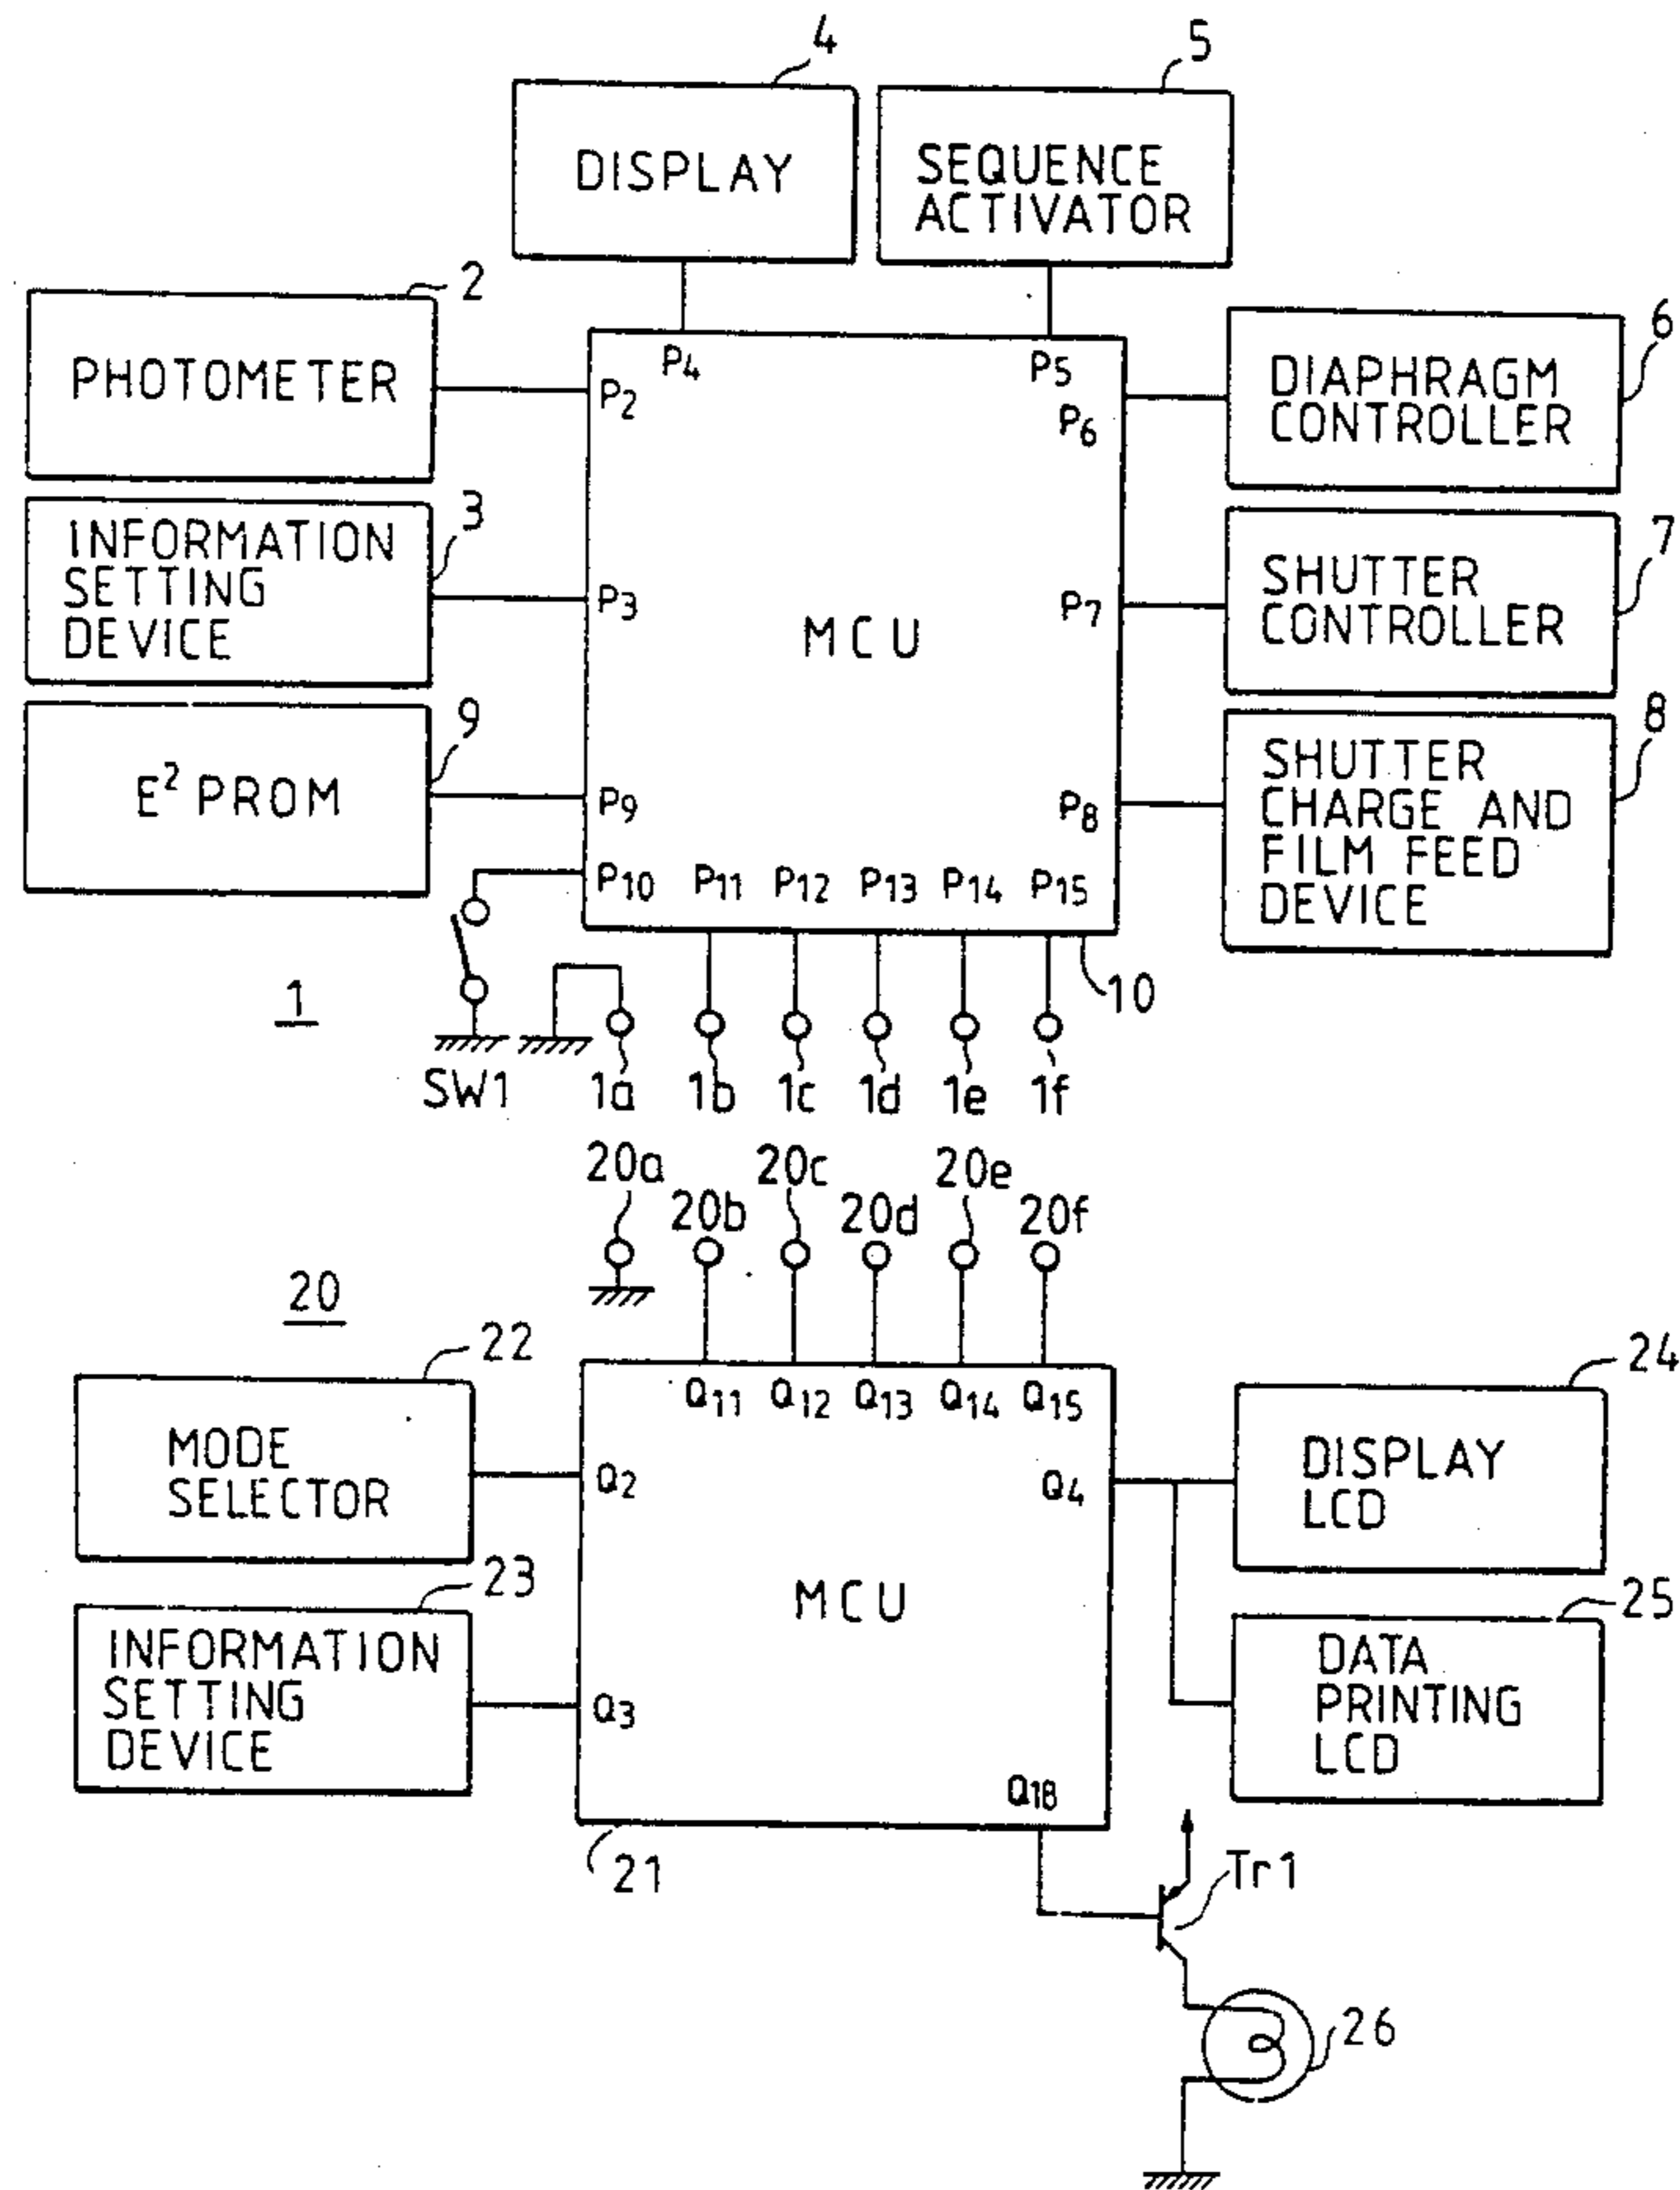 4
5
DISPLAY
SEQUENCE
ACTIVATOR
2
6
PHOTOMETER
P2
P4
P5
P6
DIAPHRAGM
CONTROLLER
3
7
INFORMATION
SETTING
DEVICE
P3
MCU
P7
SHUTTER
CONTROLLER
9
8
E² PROM
P9
P8
SHUTTER
CHARGE AND
FILM FEED
DEVICE
P10 P11 P12 P13 P14 P15
10
1
SW1
1a 1b 1c 1d 1e 1f
20a 20b 20c 20d 20e 20f
20
22
24
Q11 Q12 Q13 Q14 Q15
MODE
SELECTOR
Q2
Q4
DISPLAY
LCD
23
MCU
25
INFORMATION
SETTING
DEVICE
Q3
DATA
PRINTING
LCD
Q18
21
Tr1
26